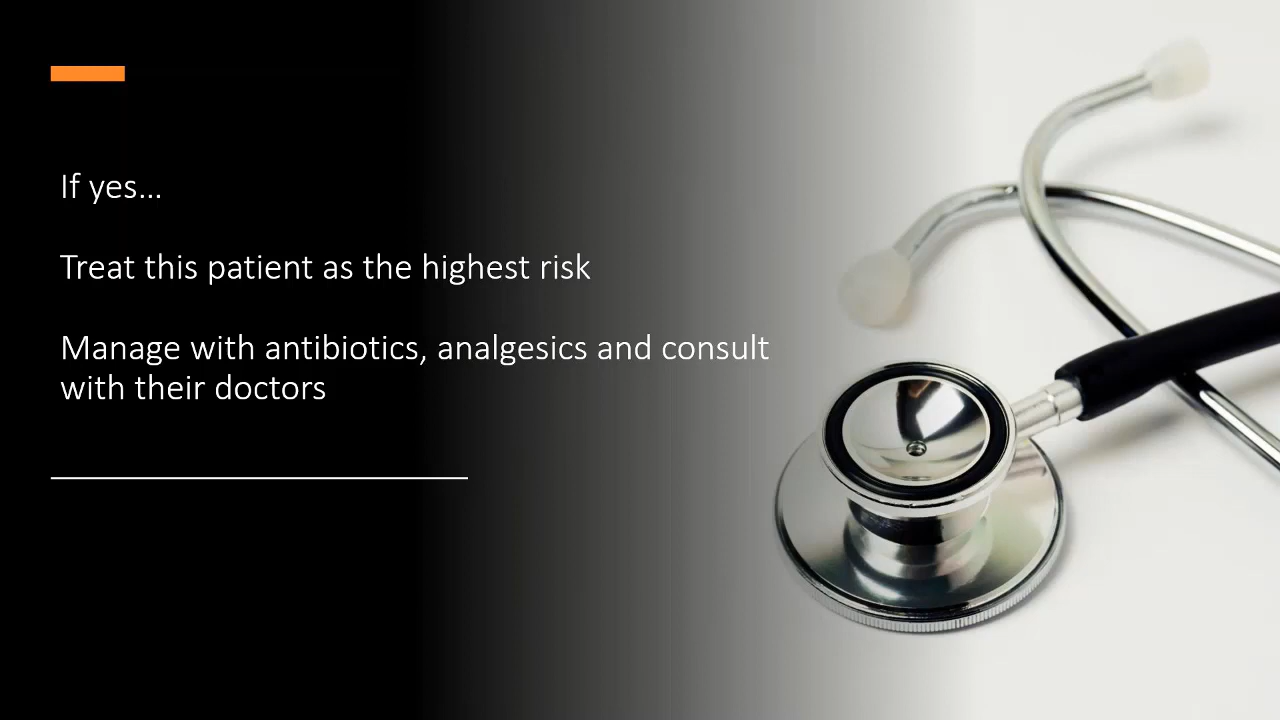 If yes...
Treat this patient as the highest risk
Manage with antibiotics, analgesics and consult
with their doctors